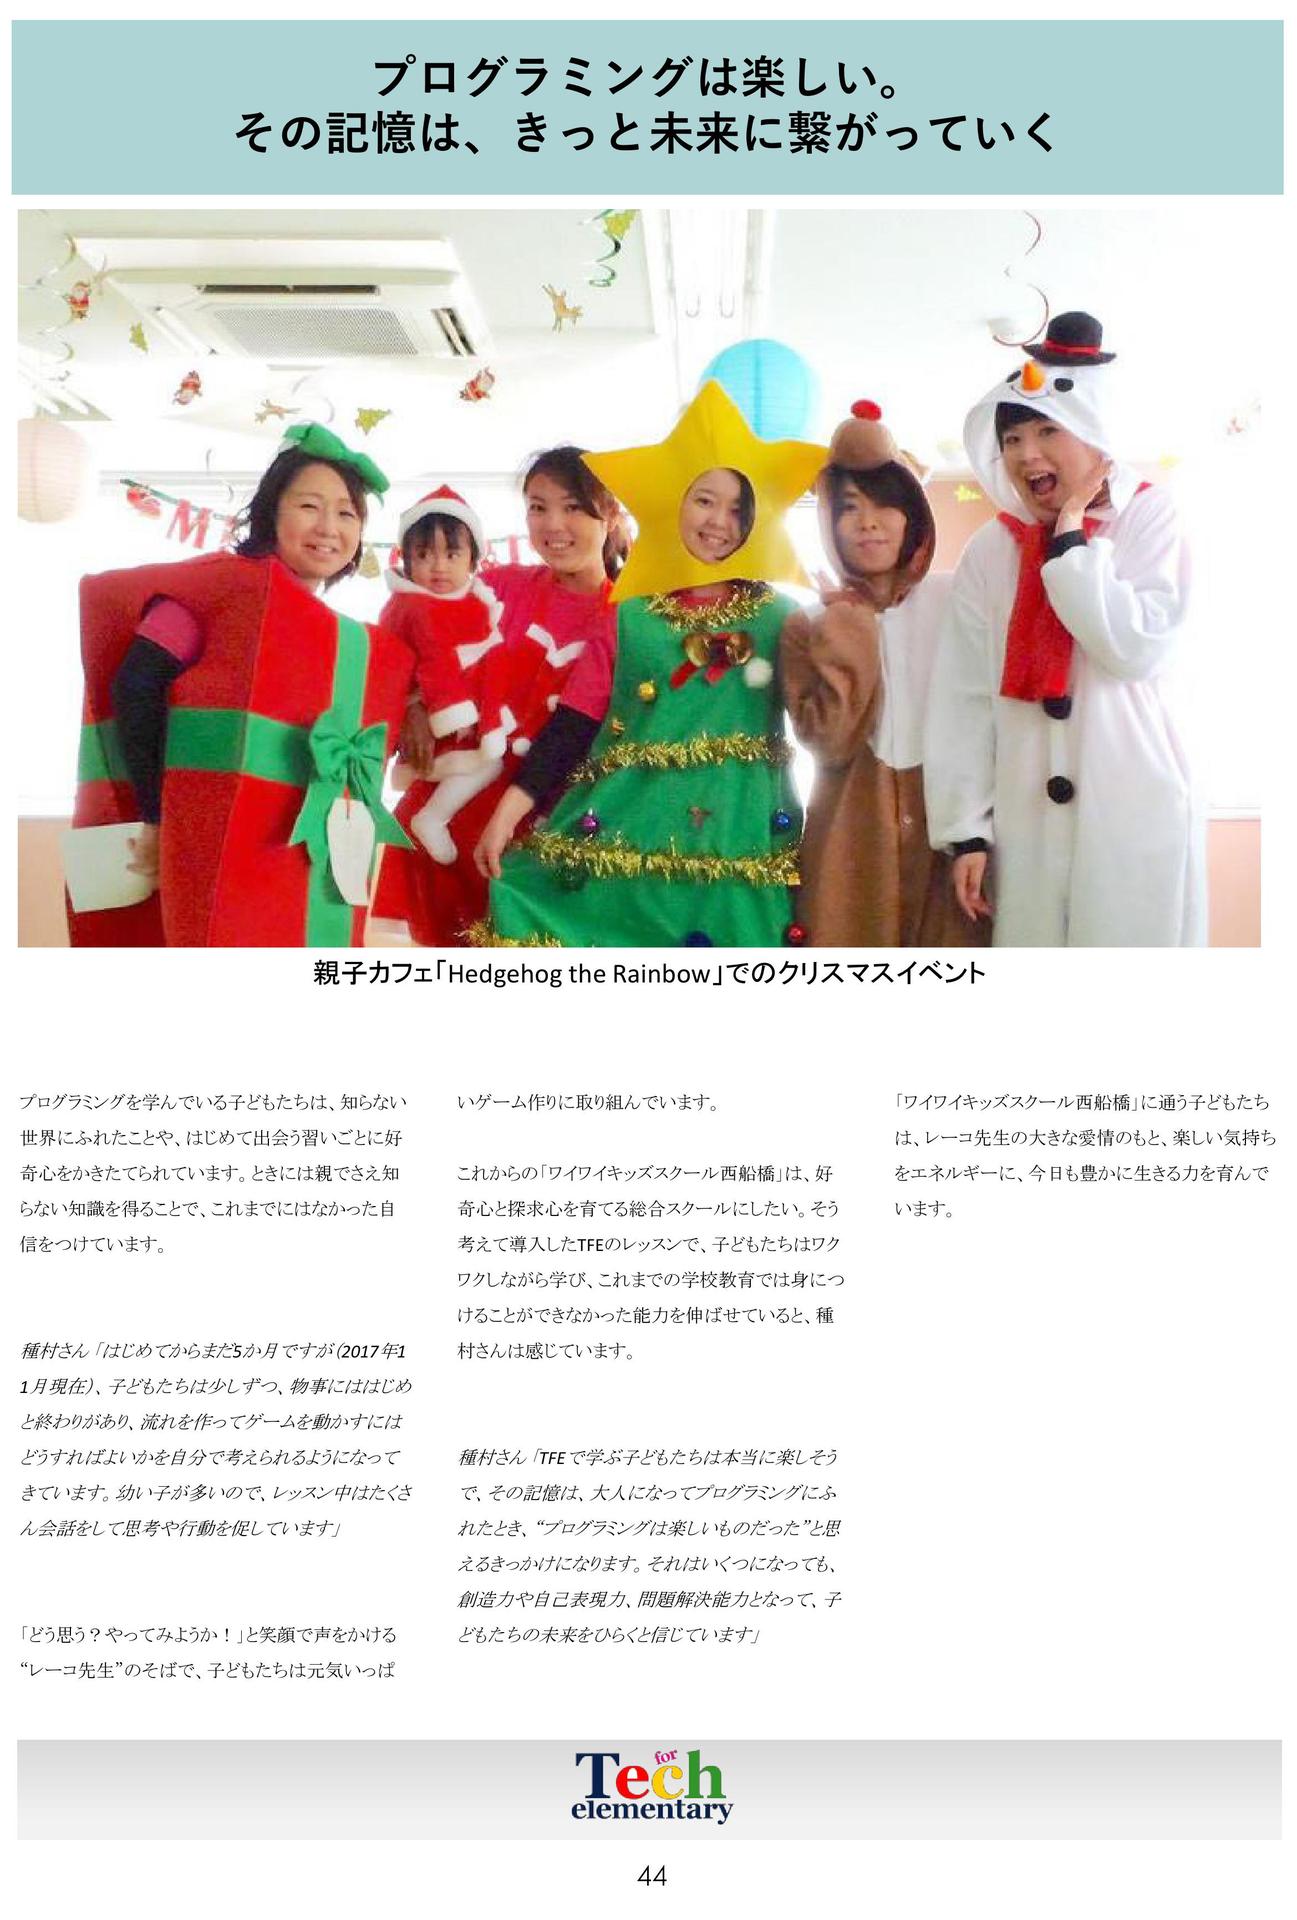 プログラミングは楽しい。
その記憶は、きっと未来に繋がっていく
親子カフェ「Hedgehog the Rainbow」でのクリスマスイベント
プログラミングを学んでいる子どもたちは、知らない
世界にふれたことや、はじめて出会う習いごとに好
奇心をかきたてられています。ときには親でさえ知
らない知識を得ることで、これまでにはなかった自
信をつけています。
種村さん「はじめてからまだ5か月ですが（2017年1
1月現在）、子どもたちは少しずつ、物事にははじめ
と終わりがあり、流れを作ってゲームを動かすには
どうすればよいかを自分で考えられるようになって
きています。幼い子が多いので、レッスン中はたくさ
ん会話をして思考や行動を促しています」
「どう思う？やってみようか！」と笑顔で声をかける
“レーコ先生”のそばで、子どもたちは元気いっぱ
いゲーム作りに取り組んでいます。
これからの「ワイワイキッズスクール西船橋」は、好
奇心と探求心を育てる総合スクールにしたい。そう
考えて導入したTFEのレッスンで、子どもたちはワク
ワクしながら学び、これまでの学校教育では身につ
けることができなかった能力を伸ばせていると、種
村さんは感じています。
種村さん「TFEで学ぶ子どもたちは本当に楽しそう
で、その記憶は、大人になってプログラミングにふ
れたとき、“プログラミングは楽しいものだった”と思
えるきっかけになります。それはいくつになっても、
創造力や自己表現力、問題解決能力となって、子
どもたちの未来をひらくと信じています」
「ワイワイキッズスクール西船橋」に通う子どもたち
は、レーコ先生の大きな愛情のもと、楽しい気持ち
をエネルギーに、今日も豊かに生きる力を育んで
います。
Tech for
elementary
44